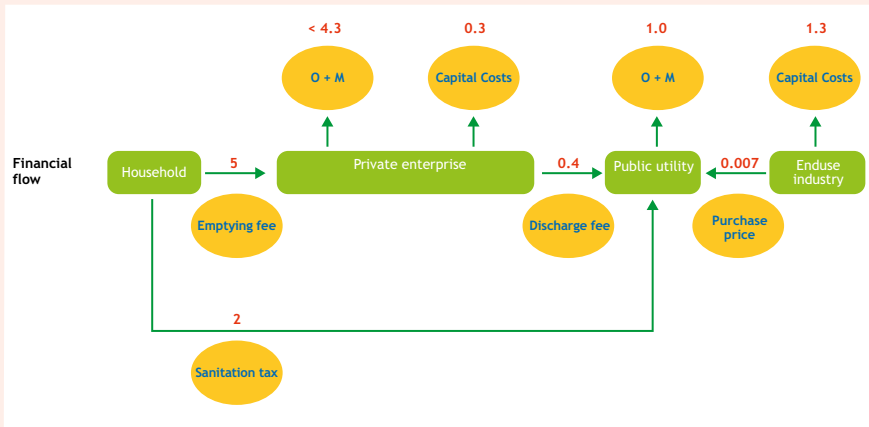 < 4.3
0.3
1.0
1.3
O + M
Capital Costs
O + M
Capital Costs
Financial
flow
Household
5
Private enterprise
0.4
Public utility
0.007
Enduse
industry
Emptying fee
Discharge fee
Purchase
price
2
Sanitation tax